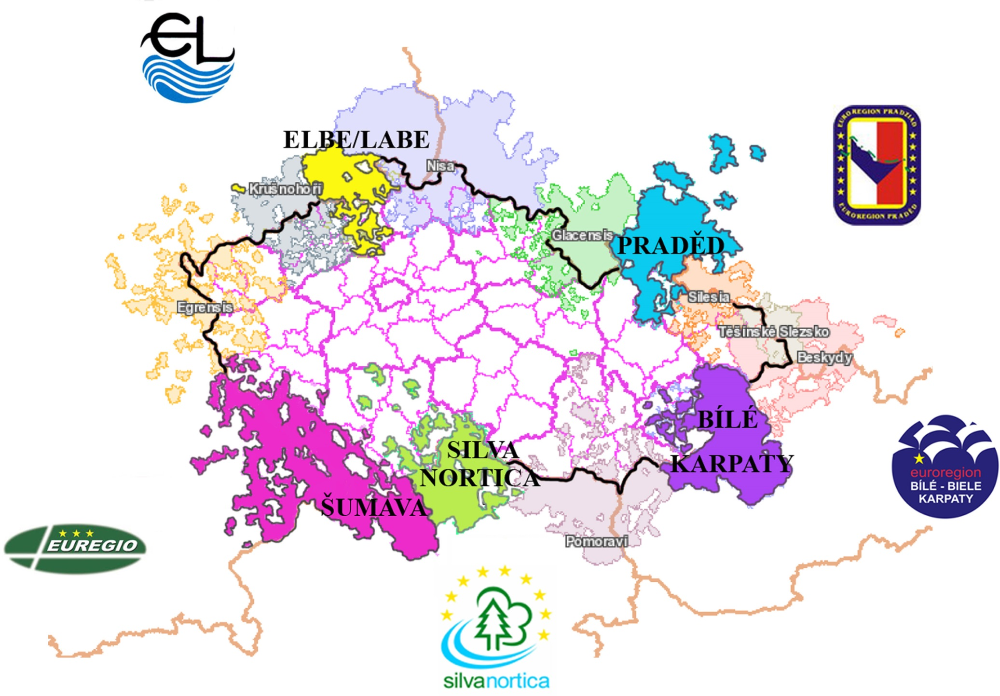 EL
EUROREGION PRADZIAD
EUROREGION PRADĚD
ELBE/LABE
Nisa
Krušnohoří
Glacensis
PRADĚD
Silesia
Egrensis
Těšínské Slezsko
Beskydy
BÍLÉ
KARPATY
SILVA
NORTICA
ŠUMAVA
euroregion
BÍLÉ - BIELE
KARPATY
EUREGIO
Pomoraví
silvanortica